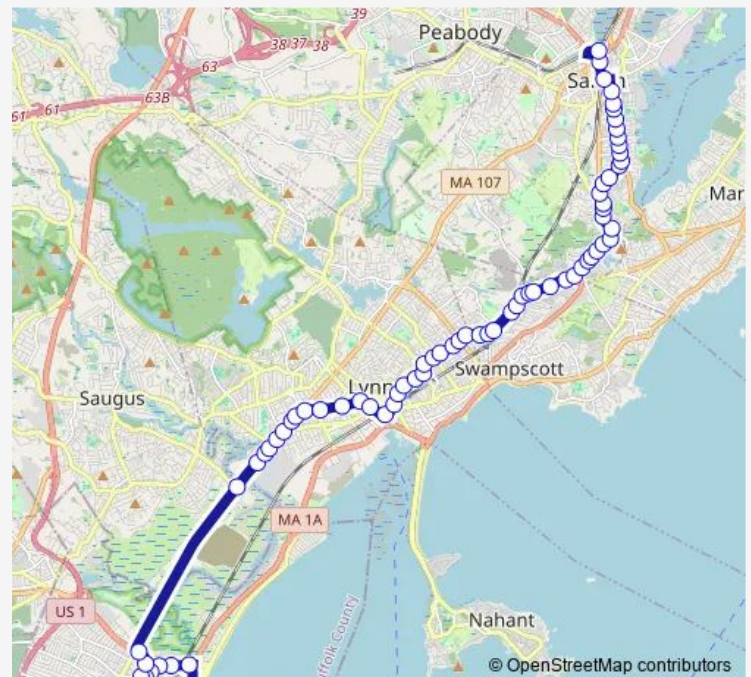 39
Peabody
38 37 38
63
61
61
63B
MA 107
Mar
Swampscott
Saugus
MA 1A
US 1
Nahant
© OpenStreetMap contributors